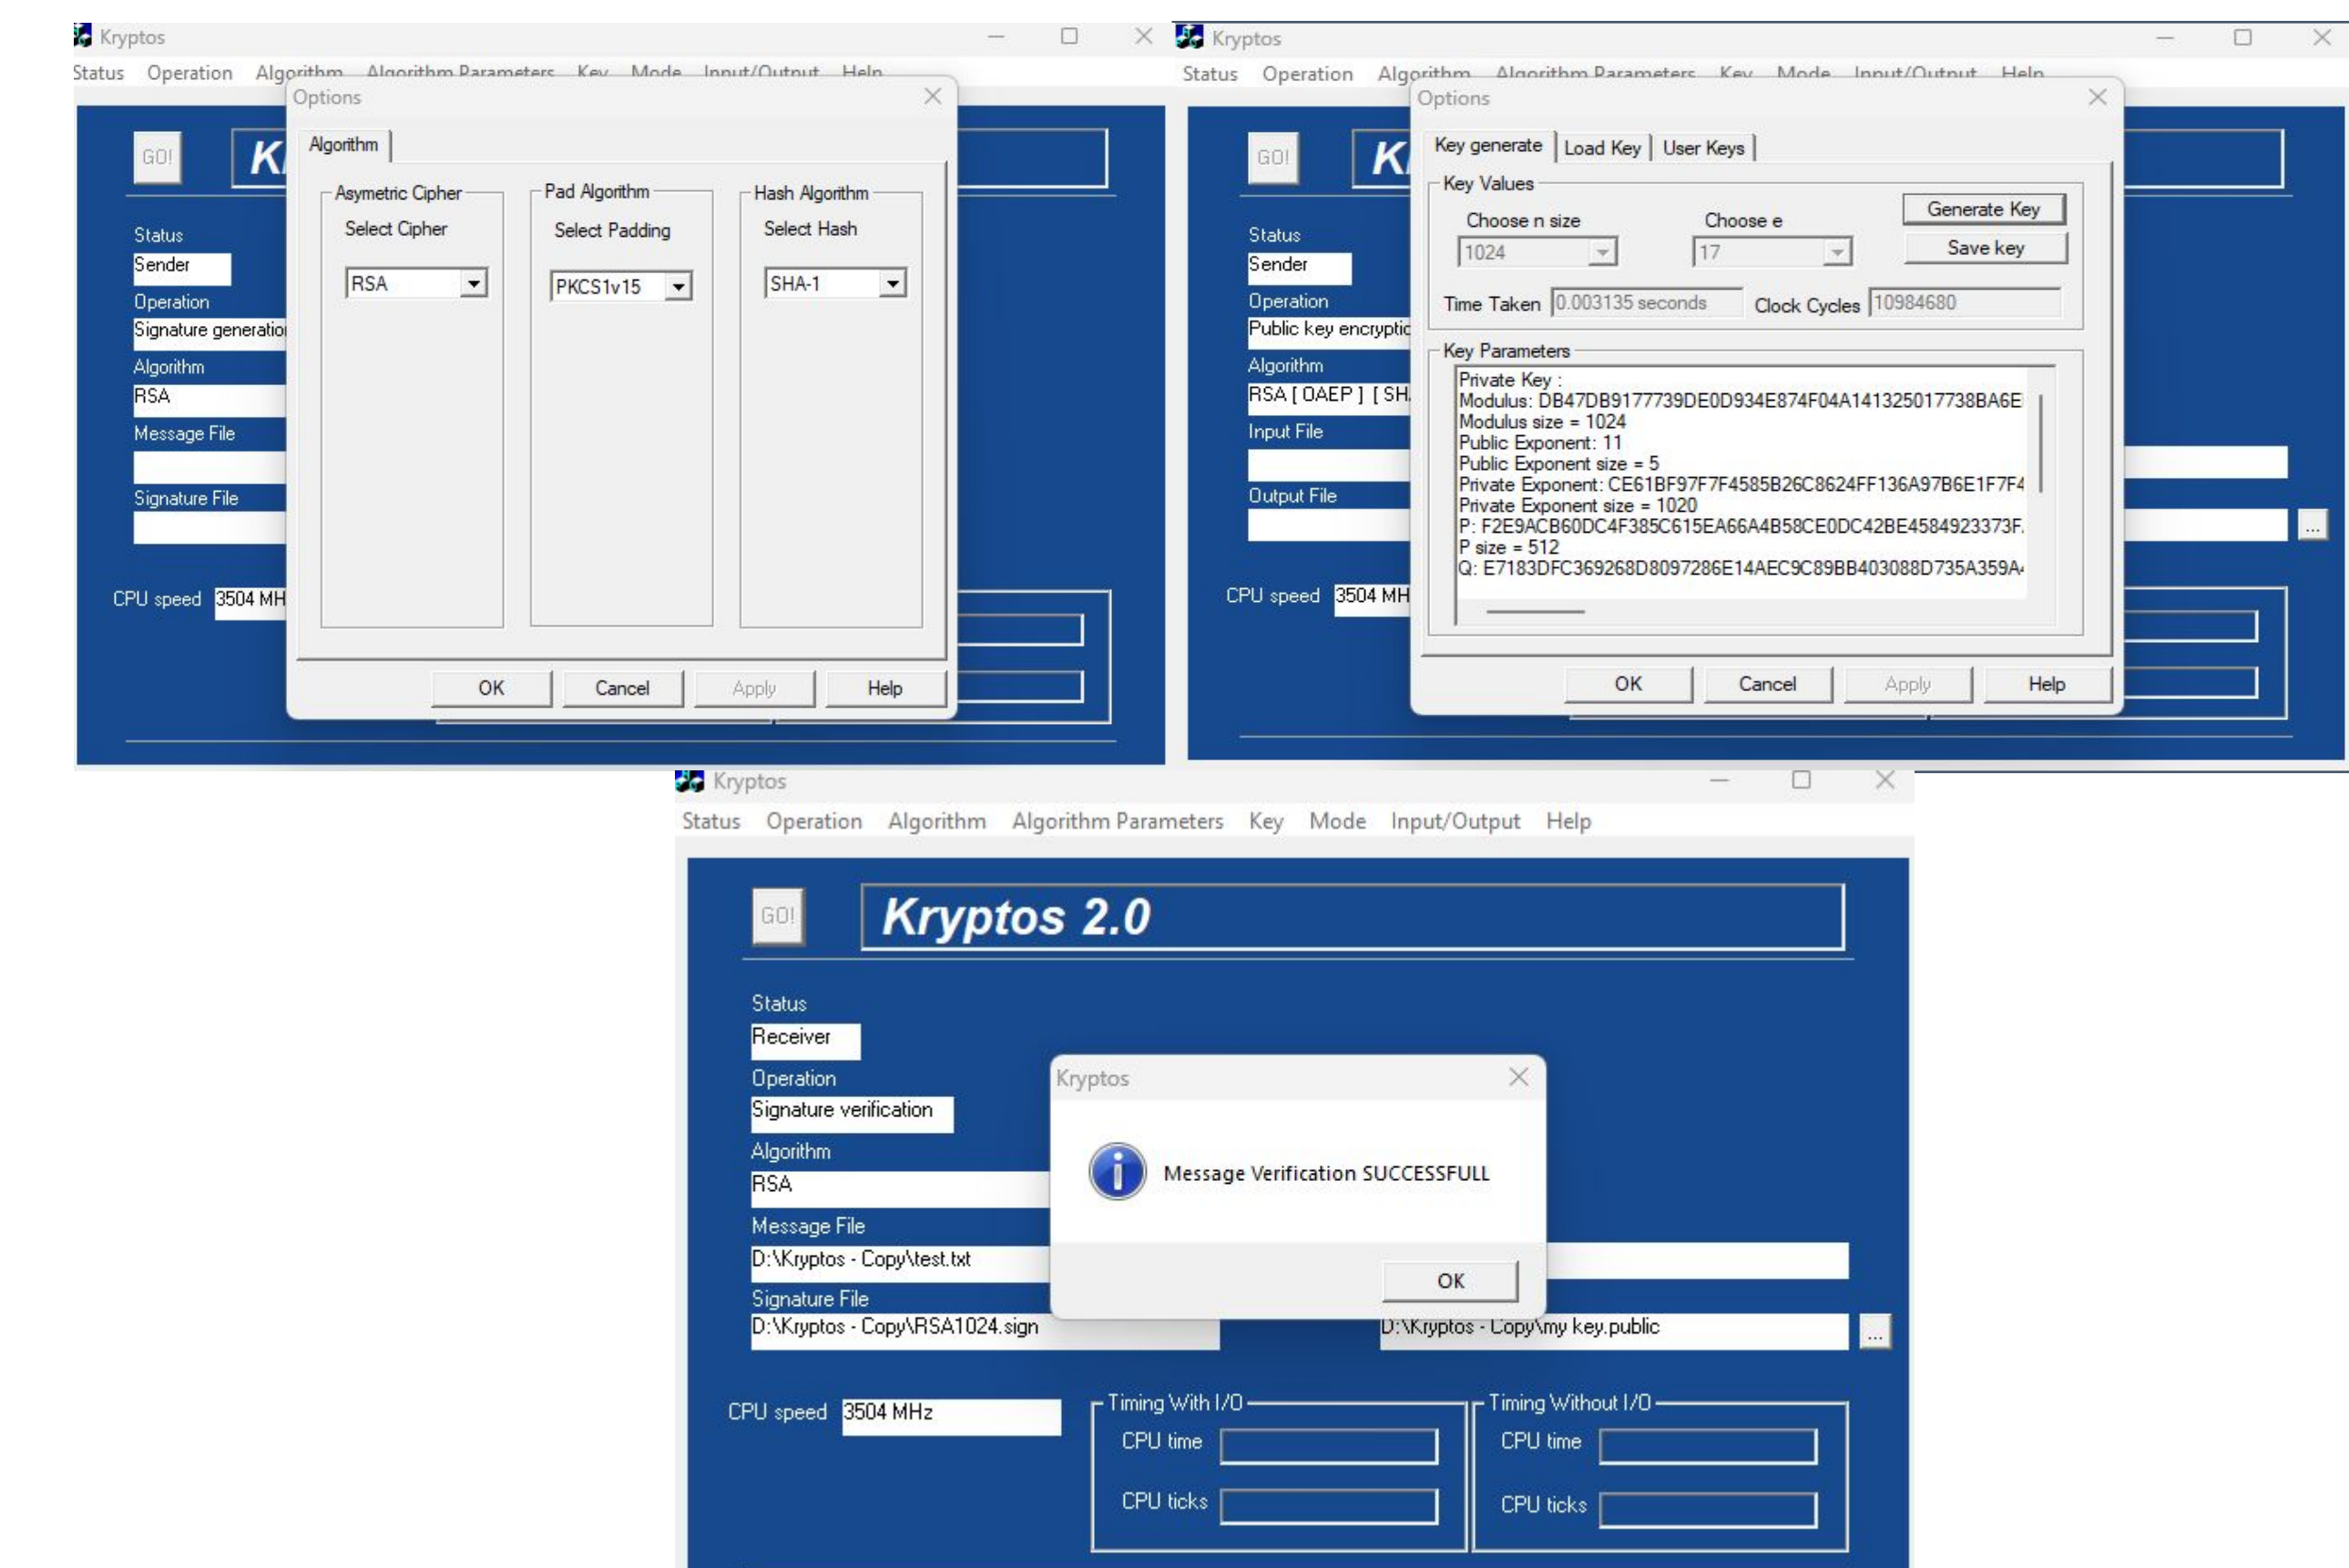 Kryptos
Status Operation Algorithm Algorithm Parameters Key Mode Input/Output Help
Options
Algorithm
GO!
K
Asymetric Cipher
Pad Algorithm
Hash Algorithm
Select Cipher
Select Padding
Select Hash
RSA
PKCS1v15
SHA-1
Status
Sender
Operation
Signature generation
Algorithm
RSA
Message File
Signature File
CPU speed 3504 MH
OK Cancel Apply Help
Kryptos
Status Operation Algorithm Algorithm Parameters Key Mode Input/Output Help
Options
Key generate Load Key User Keys
GO!
K
Key Values
Choose n size
Choose e
Generate Key
1024
17
Save key
Time Taken 0.003135 seconds Clock Cycles 10984680
Status
Sender
Operation
Public key encryptio
Algorithm
RSA [ OAEP ] [ SH
Input File
Output File
...
CPU speed 3504 MH
Key Parameters
Private Key :
Modulus: DB47DB9177739DE0D934E874F04A141325017738BA6E
Modulus size = 1024
Public Exponent: 11
Public Exponent size = 5
Private Exponent: CE61BF97F7F4585B26C8624FF136A97B6E1F7F4
Private Exponent size = 1020
P: F2E9ACB60DC4F385C615EA66A4B58CE0DC42BE4584923373F
P size = 512
Q: E7183DFC369268D8097286E14AEC9C89BB403088D735A359A
OK Cancel Apply Help
Kryptos
Status Operation Algorithm Algorithm Parameters Key Mode Input/Output Help
GO!
Kryptos 2.0
Status
Receiver
Operation
Signature verification
Algorithm
RSA
Message File
D:\Kryptos - Copy\test.txt
Signature File
D:\Kryptos - Copy\RSA1024.sign
D:\Kryptos - Copy\my key.public
...
Kryptos
Message Verification SUCCESSFULL
OK
CPU speed 3504 MHz
Timing With I/O
CPU time
CPU ticks
Timing Without I/O
CPU time
CPU ticks